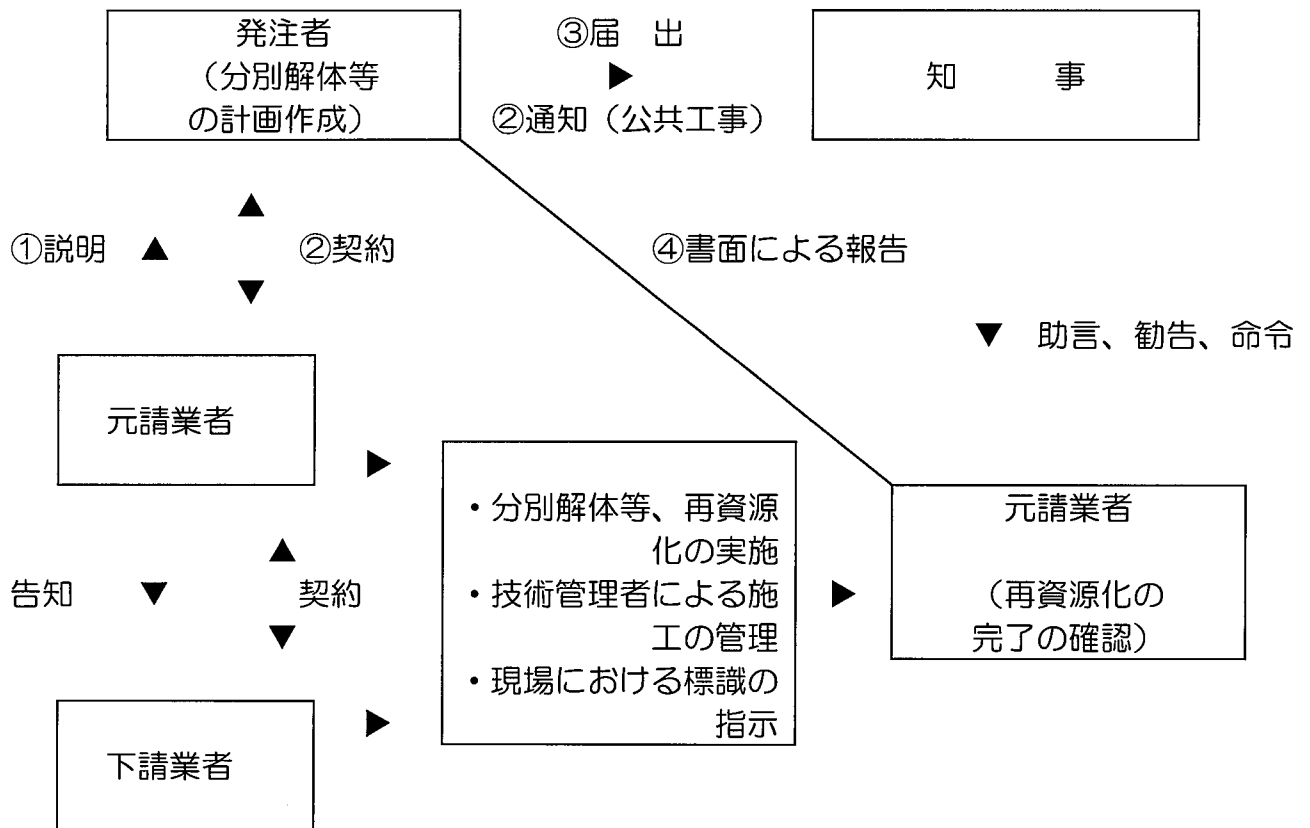 発注者
（分別解体等
の計画作成）
③届　出
▶
②通知（公共工事）
知　　　事
▲
①説明 ▲ ②契約
▼
④書面による報告
▼ 助言、勧告、命令
元請業者
▶
▲
告知 ▼ 契約
▼
下請業者
▶
・分別解体等、再資源
化の実施
・技術管理者による施
工の管理
・現場における標識の
指示
▶
元請業者
（再資源化の
完了の確認）